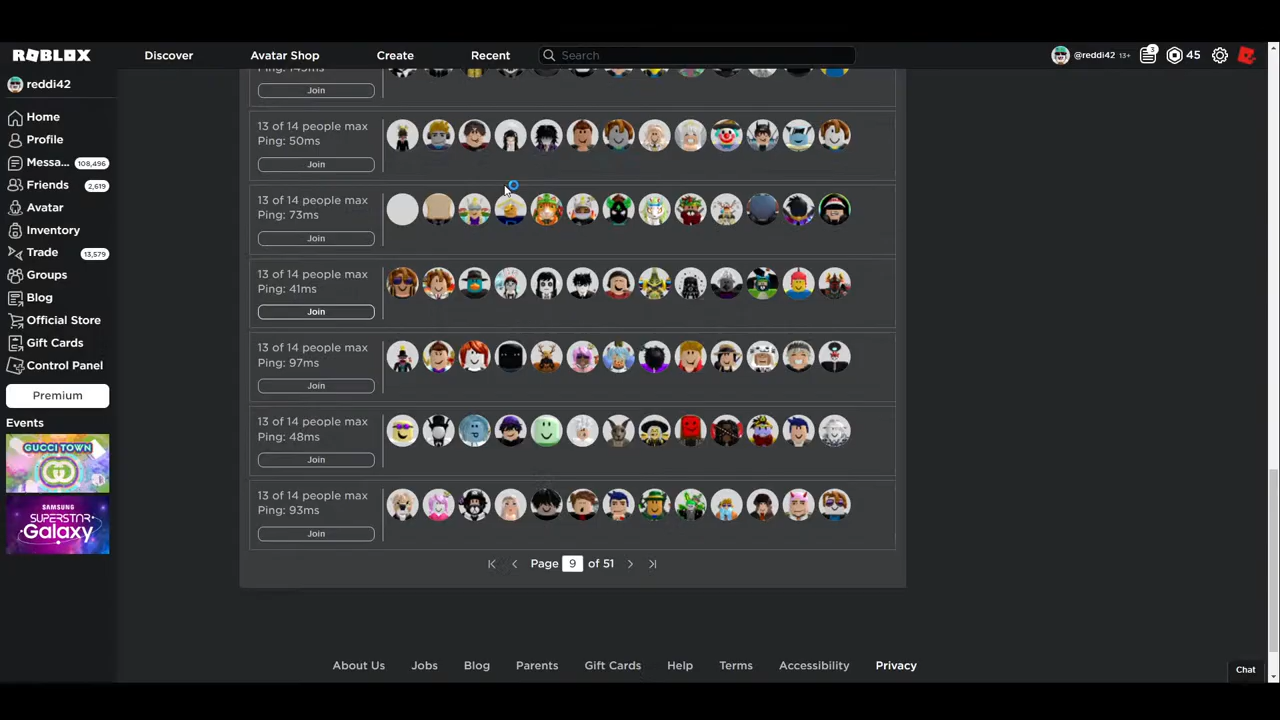 ROBLOX
Discover
Avatar Shop
Create
Recent
Search
@reddi42 13+
3
45
reddi42
Home
Profile
Messa... 108,496
Friends 2,619
Avatar
Inventory
Trade 13,579
Groups
Blog
Official Store
Gift Cards
Control Panel
Premium
Events
GUCCI TOWN
SAMSUNG
SUPERSTAR
Galaxy
Join
13 of 14 people max
Ping: 50ms
Join
13 of 14 people max
Ping: 73ms
Join
13 of 14 people max
Ping: 41ms
Join
13 of 14 people max
Ping: 97ms
Join
13 of 14 people max
Ping: 48ms
Join
13 of 14 people max
Ping: 93ms
Join
Page 9 of 51
About Us
Jobs
Blog
Parents
Gift Cards
Help
Terms
Accessibility
Privacy
Chat